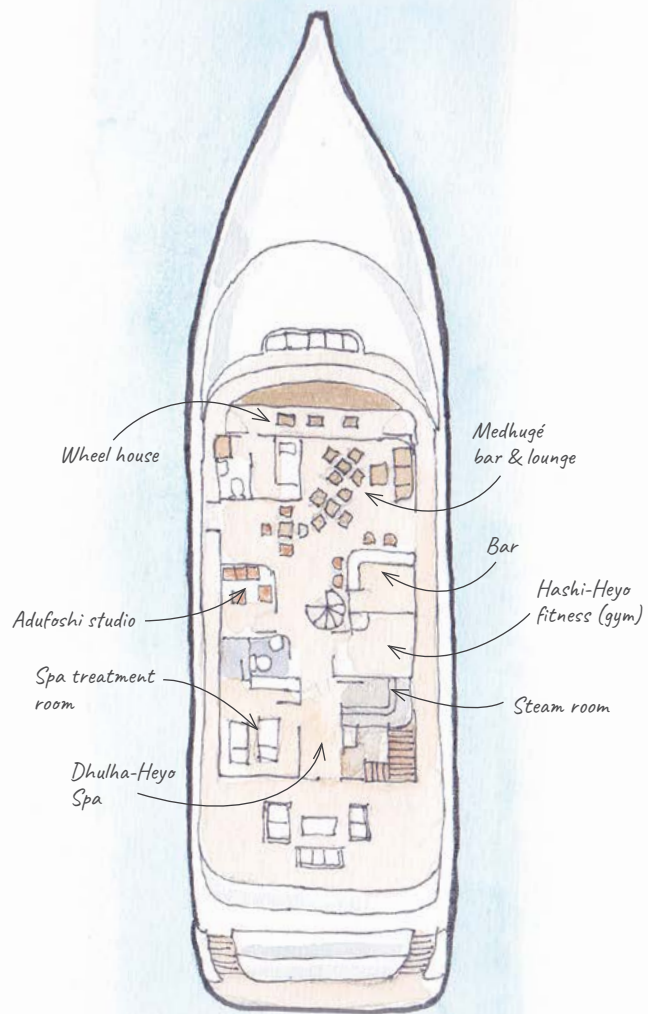 Wheel house
Medhugé
bar & lounge
Bar
Hashi-Heyo
fitness (gym)
Adufoshi studio
Spa treatment
room
Steam room
Dhulha-Heyo
Spa